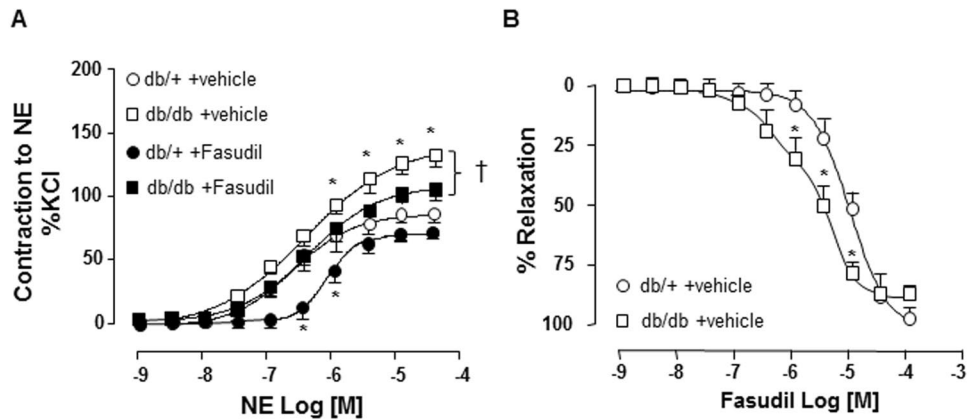 A
200
150
100
50
0
Contraction to NE
%KCl
db/+ +vehicle
db/db +vehicle
db/+ +Fasudil
db/db +Fasudil
*
*
*
*
†
*
*
-9 -8 -7 -6 -5 -4
NE Log [M]
B
0
25
50
75
100
% Relaxation
*
*
*
db/+ +vehicle
db/db +vehicle
-9 -8 -7 -6 -5 -4 -3
Fasudil Log [M]